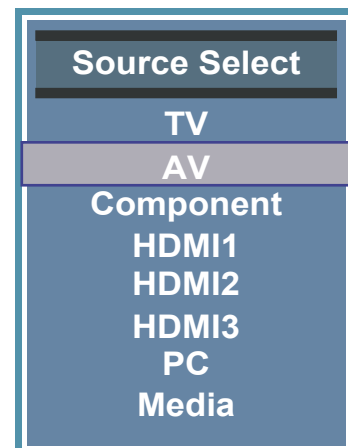 Source Select
TV
AV
Component
HDMI1
HDMI2
HDMI3
PC
Media